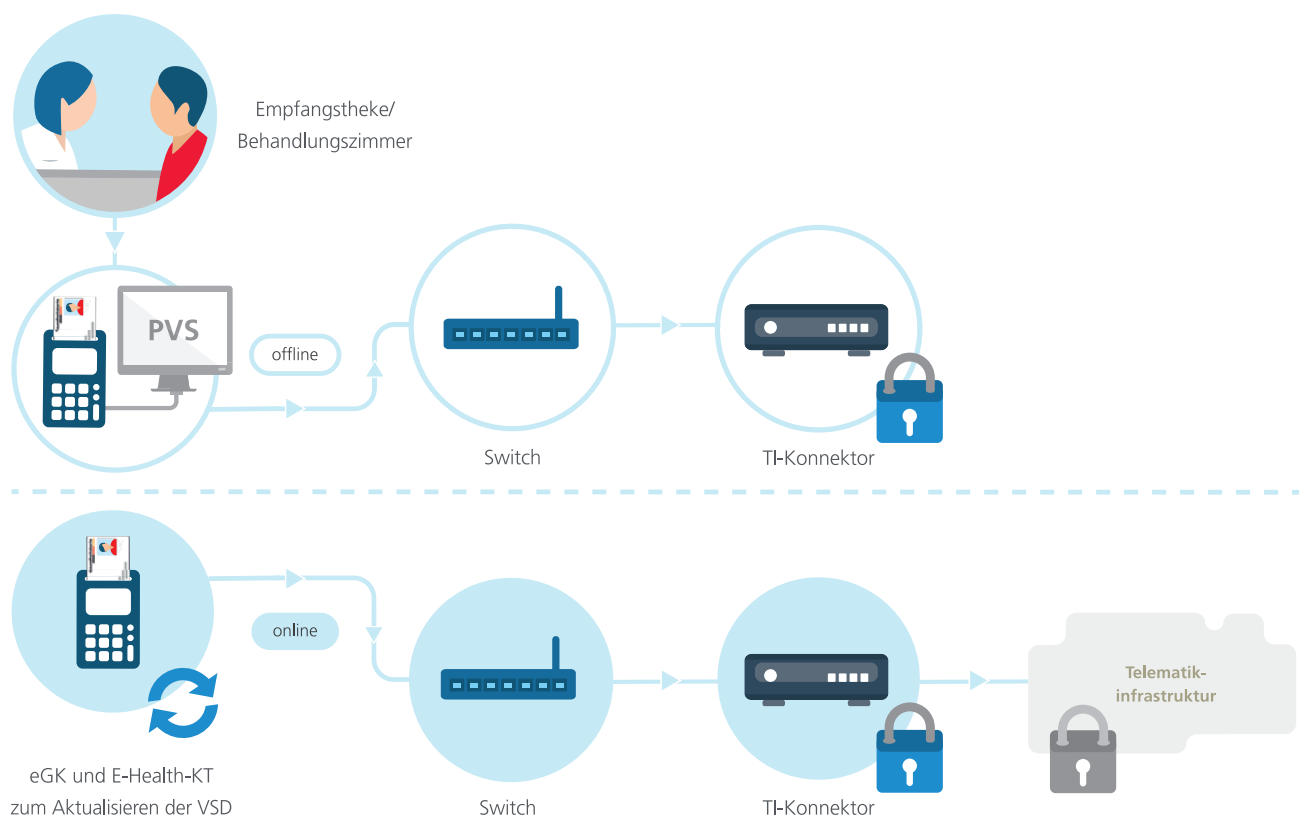 Empfangstheke/
Behandlungszimmer
PVS
offline
Switch
TI-Konnektor
online
Telematik-
infrastruktur
eGK und E-Health-KT
zum Aktualisieren der VSD
Switch
TI-Konnektor